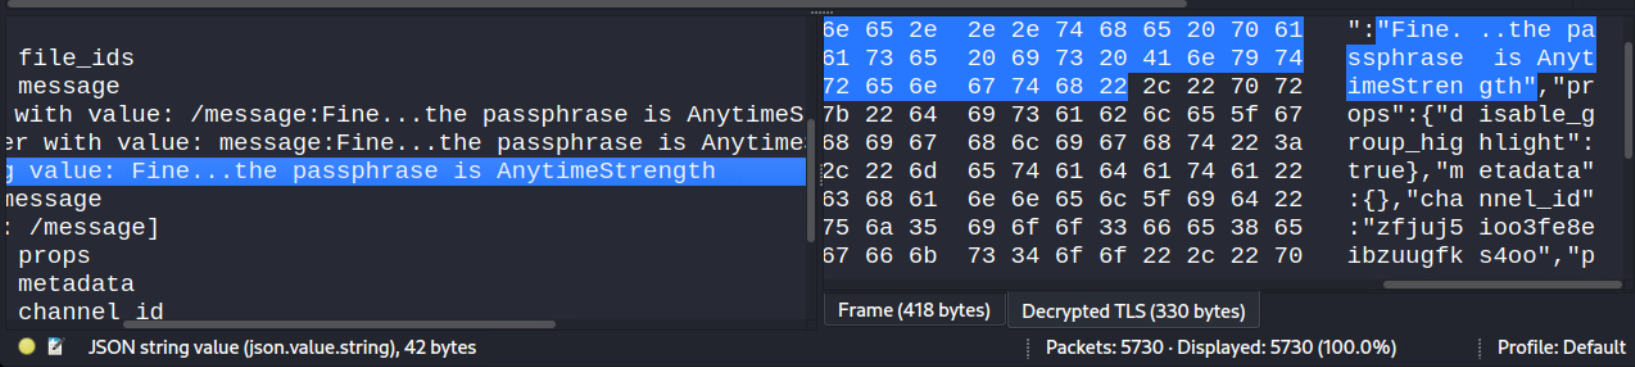 file_ids
message
with value: /message:Fine...the passphrase is AnytimeS
er with value: message:Fine...the passphrase is Anytime
g value: Fine...the passphrase is AnytimeStrength
message
: /message]
props
metadata
channel_id
6e 65 2e 2e 2e 74 68 65 20 70 61 ":"Fine. ..the pa
61 73 65 20 69 73 20 41 6e 79 74 ssphrase is Anyt
72 65 6e 67 74 68 22 2c 22 70 72 imeStren gth","pr
7b 22 64 69 73 61 62 6c 65 5f 67 ops":{"d isable_g
68 69 67 68 6c 69 67 68 74 22 3a roup_hig hlight":
2c 22 6d 65 74 61 64 61 74 61 22 true},"m etadata"
63 68 61 6e 6e 65 6c 5f 69 64 22 :{},"cha nnel_id"
75 6a 35 69 6f 6f 33 66 65 38 65 :"zfjuj5 ioo3fe8e
67 66 6b 73 34 6f 6f 22 2c 22 70 ibzuugfk s4oo","p
Frame (418 bytes) Decrypted TLS (330 bytes)
JSON string value (json.value.string), 42 bytes Packets: 5730 · Displayed: 5730 (100.0%) Profile: Default